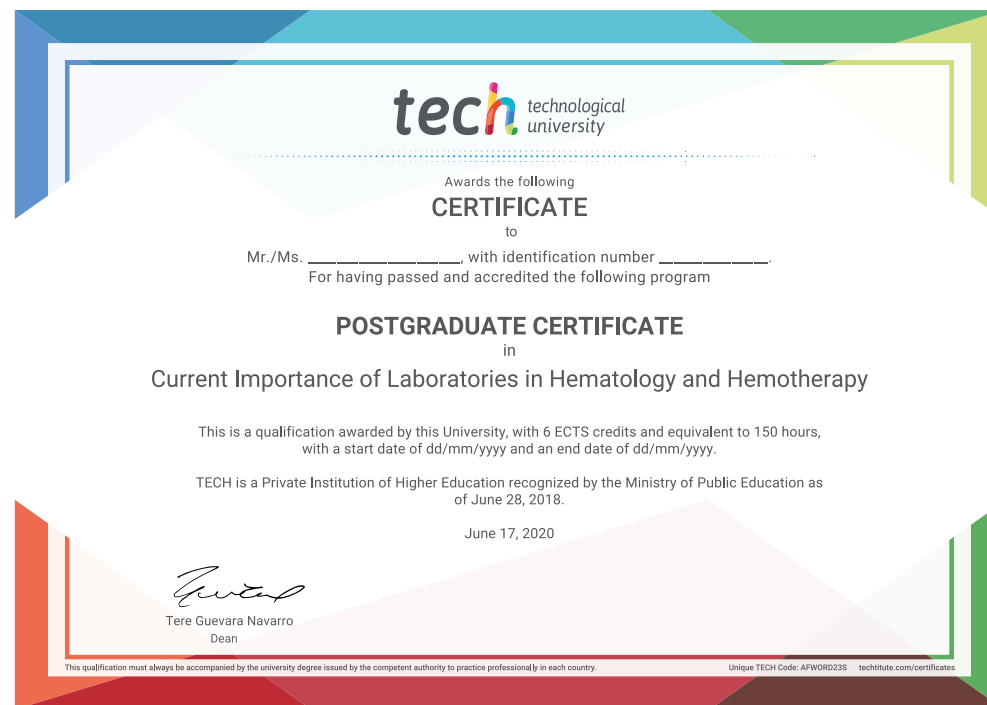 tech technological
university
Awards the following
CERTIFICATE
to
Mr./Ms. ____________________, with identification number ______________.
For having passed and accredited the following program
POSTGRADUATE CERTIFICATE
in
Current Importance of Laboratories in Hematology and Hemotherapy
This is a qualification awarded by this University, with 6 ECTS credits and equivalent to 150 hours,
with a start date of dd/mm/yyyy and an end date of dd/mm/yyyy.
TECH is a Private Institution of Higher Education recognized by the Ministry of Public Education as
of June 28, 2018.
June 17, 2020
Tere Guevara Navarro
Dean
This qualification must always be accompanied by the university degree issued by the competent authority to practice professionally in each country.
Unique TECH Code: AFWORD23S techtitute.com/certificates